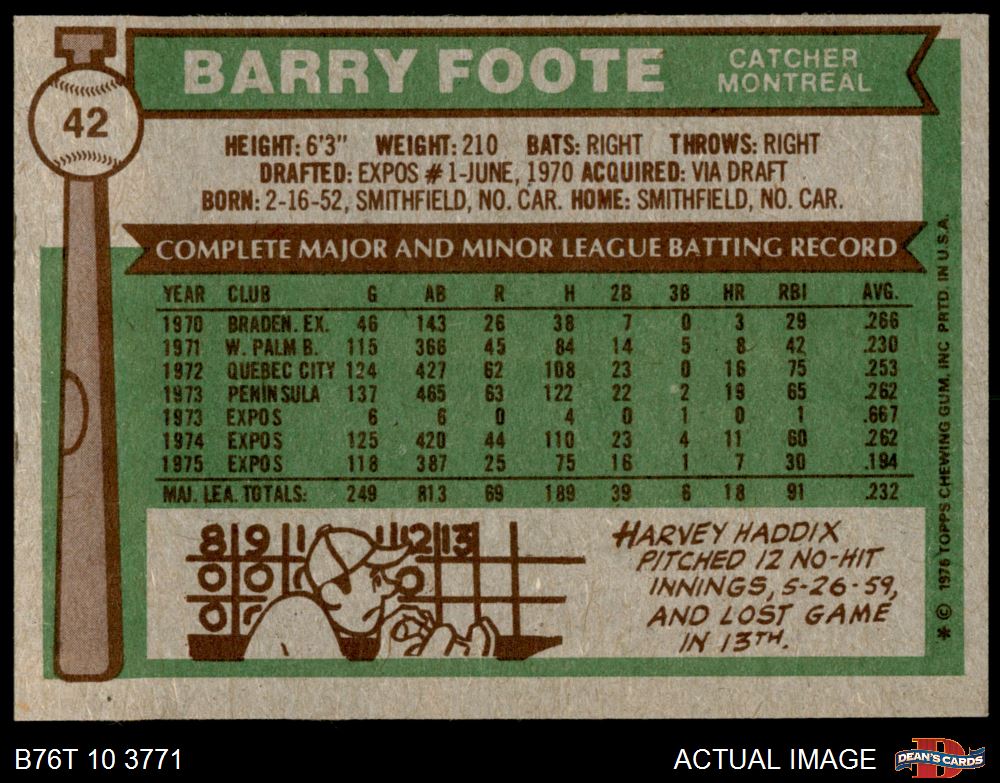 42
BARRY FOOTE
CATCHER
MONTREAL
HEIGHT: 6'3" WEIGHT: 210 BATS: RIGHT THROWS: RIGHT
DRAFTED: EXPOS #1-JUNE, 1970 ACQUIRED: VIA DRAFT
BORN: 2-16-52, SMITHFIELD, NO. CAR. HOME: SMITHFIELD, NO. CAR.
COMPLETE MAJOR AND MINOR LEAGUE BATTING RECORD
YEAR CLUB G AB R H 2B 3B HR RBI AVG.
1970 BRADEN. EX. 46 143 26 38 7 0 3 29 .266
1971 W. PALM B. 115 366 45 84 14 5 8 42 .230
1972 QUEBEC CITY 124 427 62 108 23 0 16 75 .253
1973 PENINSULA 137 465 63 122 22 2 19 65 .262
1973 EXPOS 6 6 0 4 0 1 0 1 .667
1974 EXPOS 125 420 44 110 23 4 11 60 .262
1975 EXPOS 118 387 25 75 16 1 7 30 .194
MAJ. LEA. TOTALS: 249 813 69 189 39 6 18 91 .232
8 9 1 11 12 13
0 0 0
0 0
HARVEY HADDIX
PITCHED 12 NO-HIT
INNINGS, 5-26-59,
AND LOST GAME
IN 13TH.
* © 1976 TOPPS CHEWING GUM, INC PRTD. IN U.S.A.
B76T 10 3771
ACTUAL IMAGE
D
DEAN'S CARDS